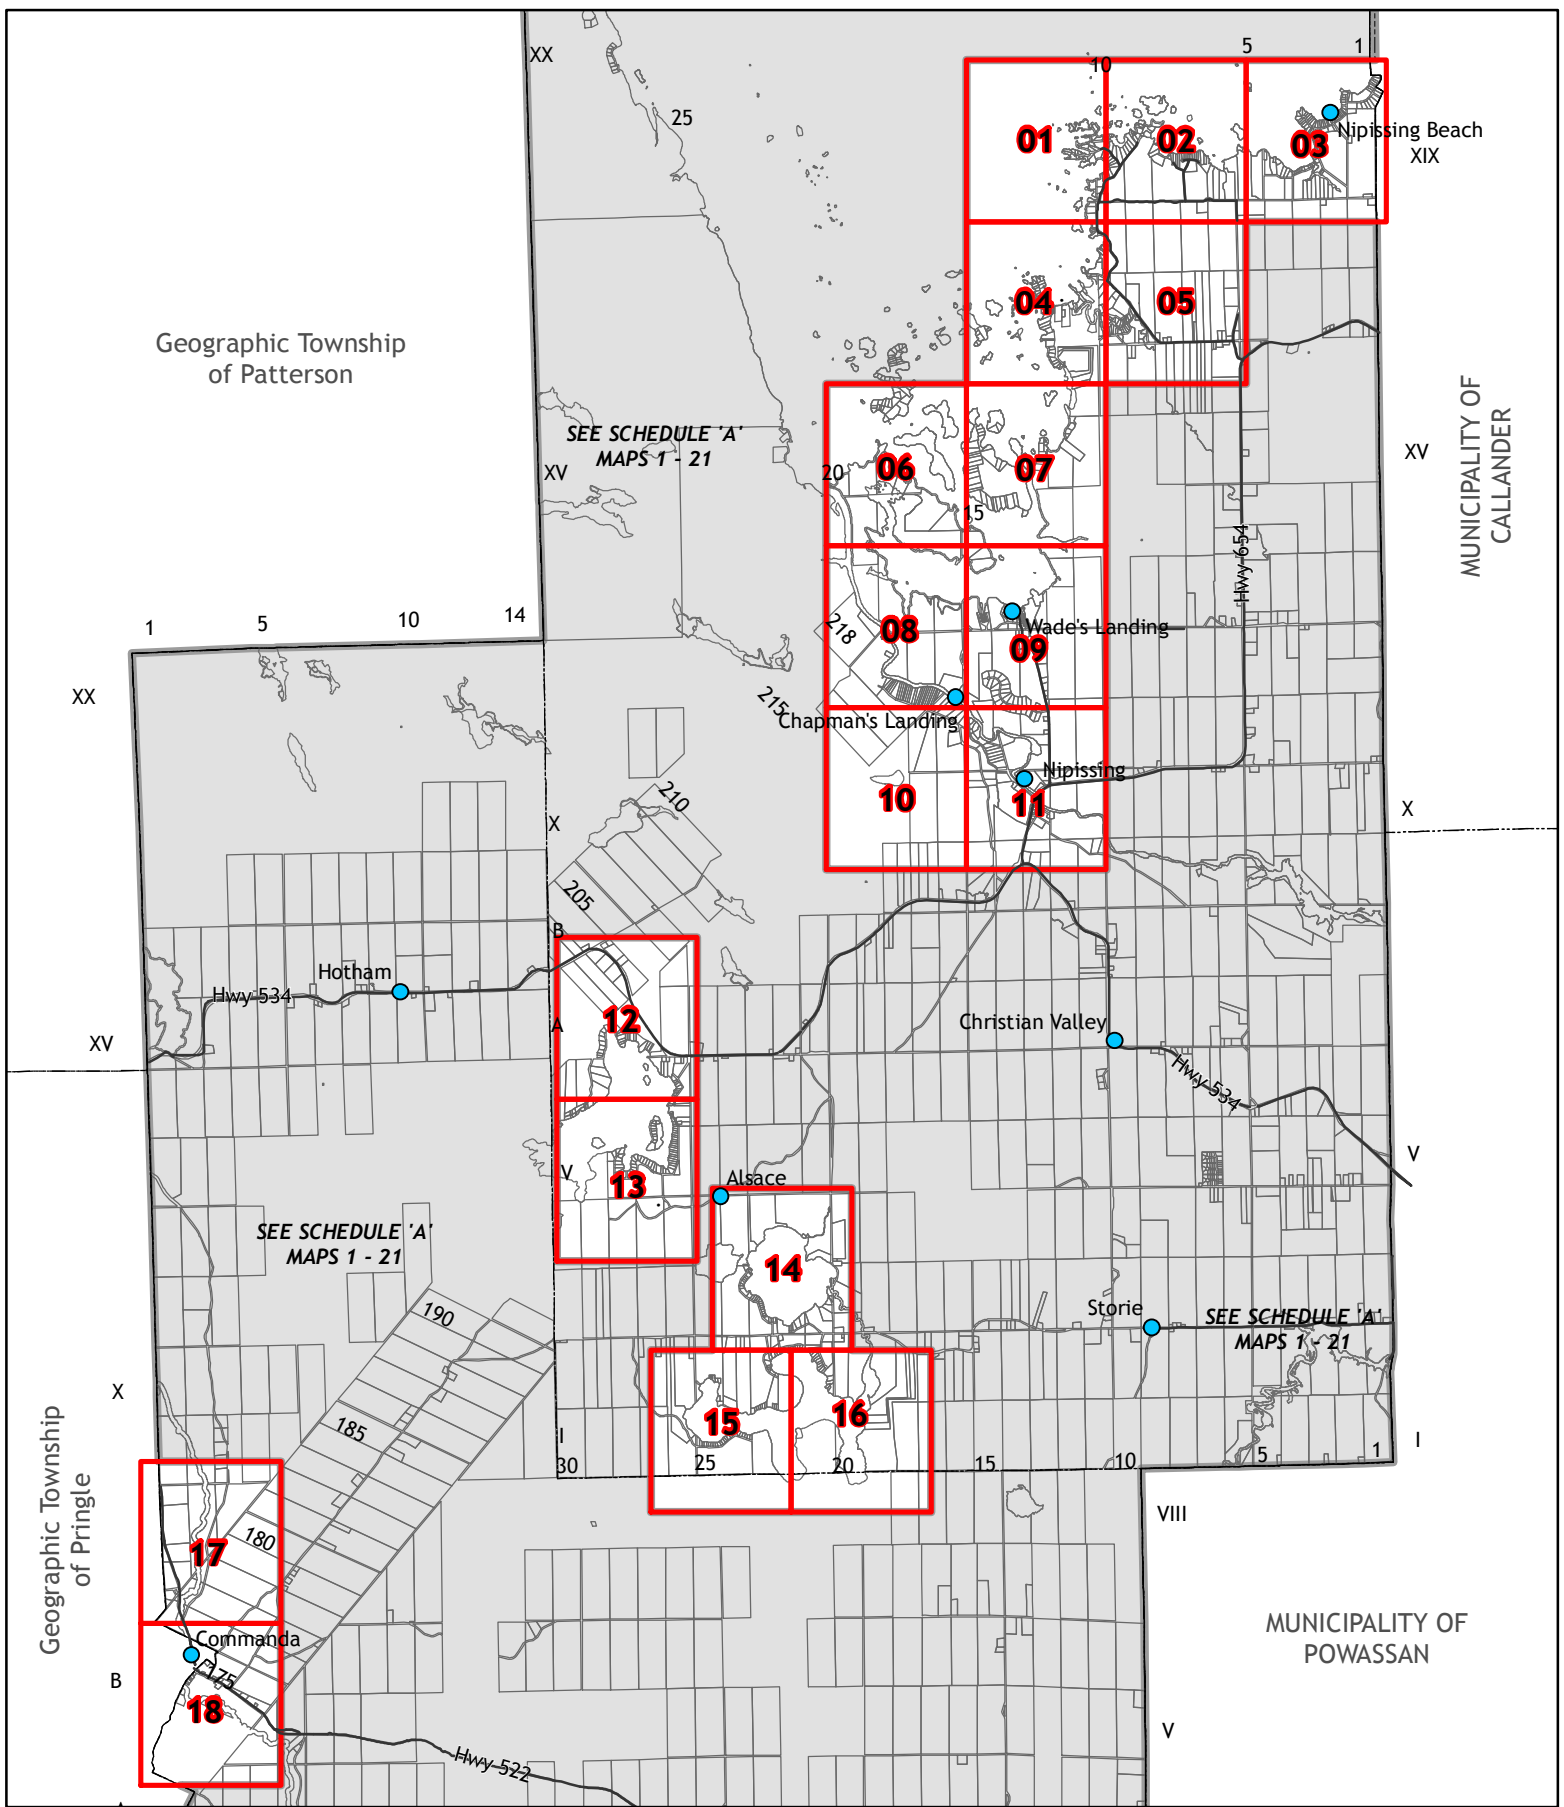 5
1
XX
10
25
01
02
03
Nipissing Beach
XIX
04
05
Geographic Township
of Patterson
SEE SCHEDULE 'A'
MAPS 1 - 21
XV
20
06
07
15
XV
MUNICIPALITY OF
CALLANDER
Hwy 654
1
5
10
14
218
08
Wade's Landing
09
XX
215
Chapman's Landing
Nipissing
10
11
210
X
X
205
B
Hotham
Hwy 534
12
A
Christian Valley
XV
Hwy 534
V
V
13
Alsace
SEE SCHEDULE 'A'
MAPS 1 - 21
14
190
Storie
SEE SCHEDULE 'A'
MAPS 1 - 21
X
185
15
16
I
I
30
25
20
15
10
5
1
Geographic Township
of Pringle
VIII
17
180
MUNICIPALITY OF
POWASSAN
Commanda
175
B
18
V
Hwy 522